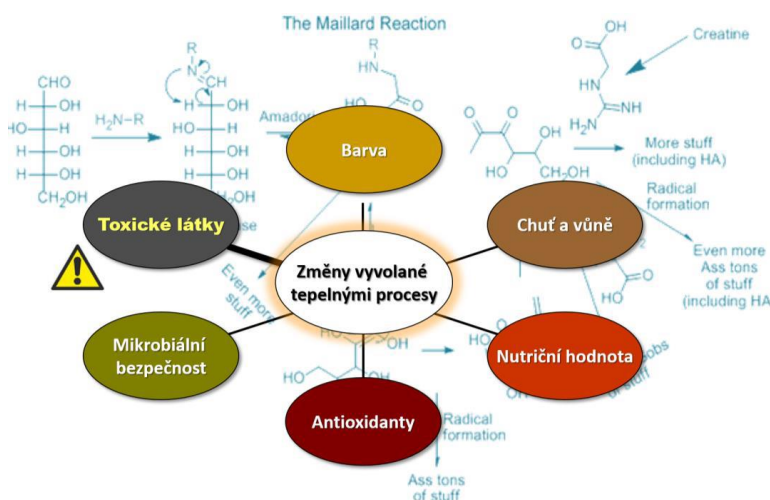 The Maillard Reaction
R
N
R
HN
OH
O
Creatine
CHO
H
OH
HO
H
H
OH
H
OH
CH₂OH
H₂N-R
H
OH
HO
H
H
OH
OH
CH₂OH
Amadori
O
NH
HN
H₂N
O
O
OH
HO
OH
More stuff
(including HA)
Radical
formation
Even more
Ass tons
of stuff
(including HA)
Barva
Toxické látky
Chuť a vůně
Změny vyvolané
tepelnými procesy
Even more
stuff
HO
Mikrobiální
bezpečnost
Nutriční hodnota
of stuff
HO
OH
Antioxidanty
Radical
formation
Ass tons
of stuff